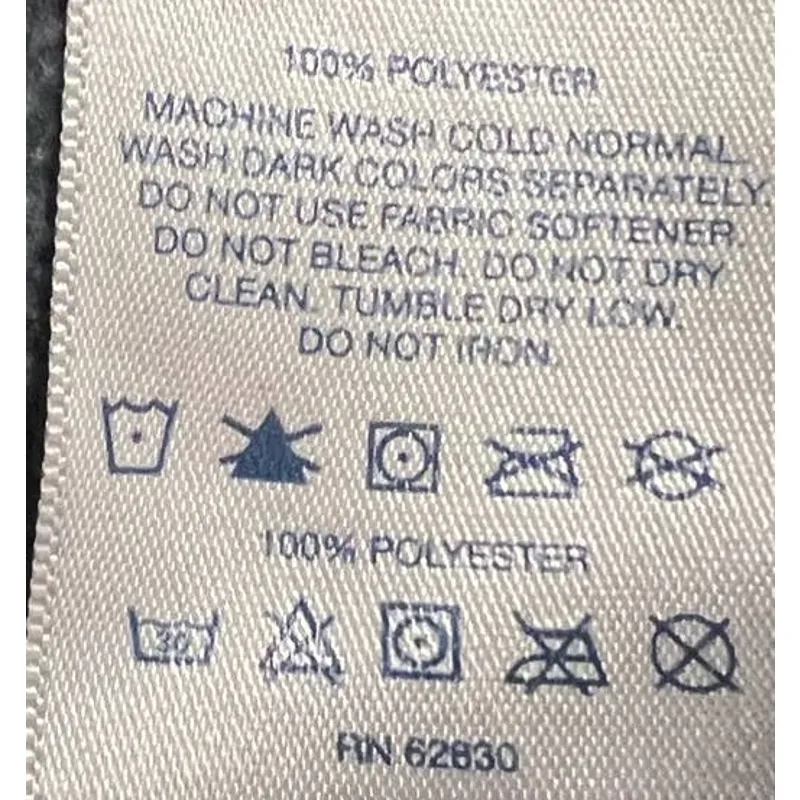 100% POLYESTER
MACHINE WASH COLD NORMAL.
WASH DARK COLORS SEPARATELY.
DO NOT USE FABRIC SOFTENER.
DO NOT BLEACH. DO NOT DRY
CLEAN. TUMBLE DRY LOW.
DO NOT IRON.
100% POLYESTER
30
RN 62830